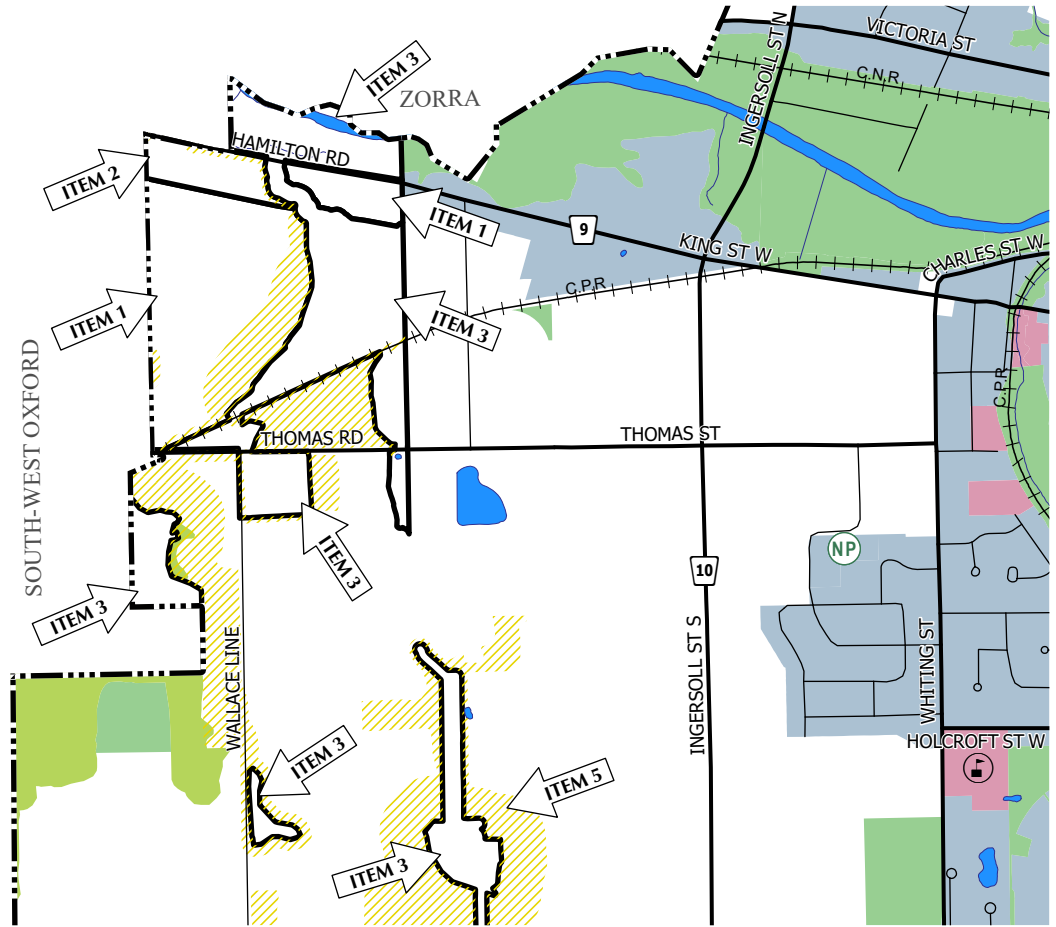 VICTORIA ST
INGERSOLL ST N
C.N.R
ITEM 3
ZORRA
HAMILTON RD
ITEM 2
ITEM 1
9
KING ST W
CHARLES ST W
C.P.R
ITEM 1
ITEM 3
C.P.R
SOUTH-WEST OXFORD
THOMAS RD
THOMAS ST
ITEM 3
NP
10
ITEM 3
WALLACE LINE
INGERSOLL ST S
WHITING ST
HOLCROFT ST W
ITEM 3
ITEM 5
ITEM 3